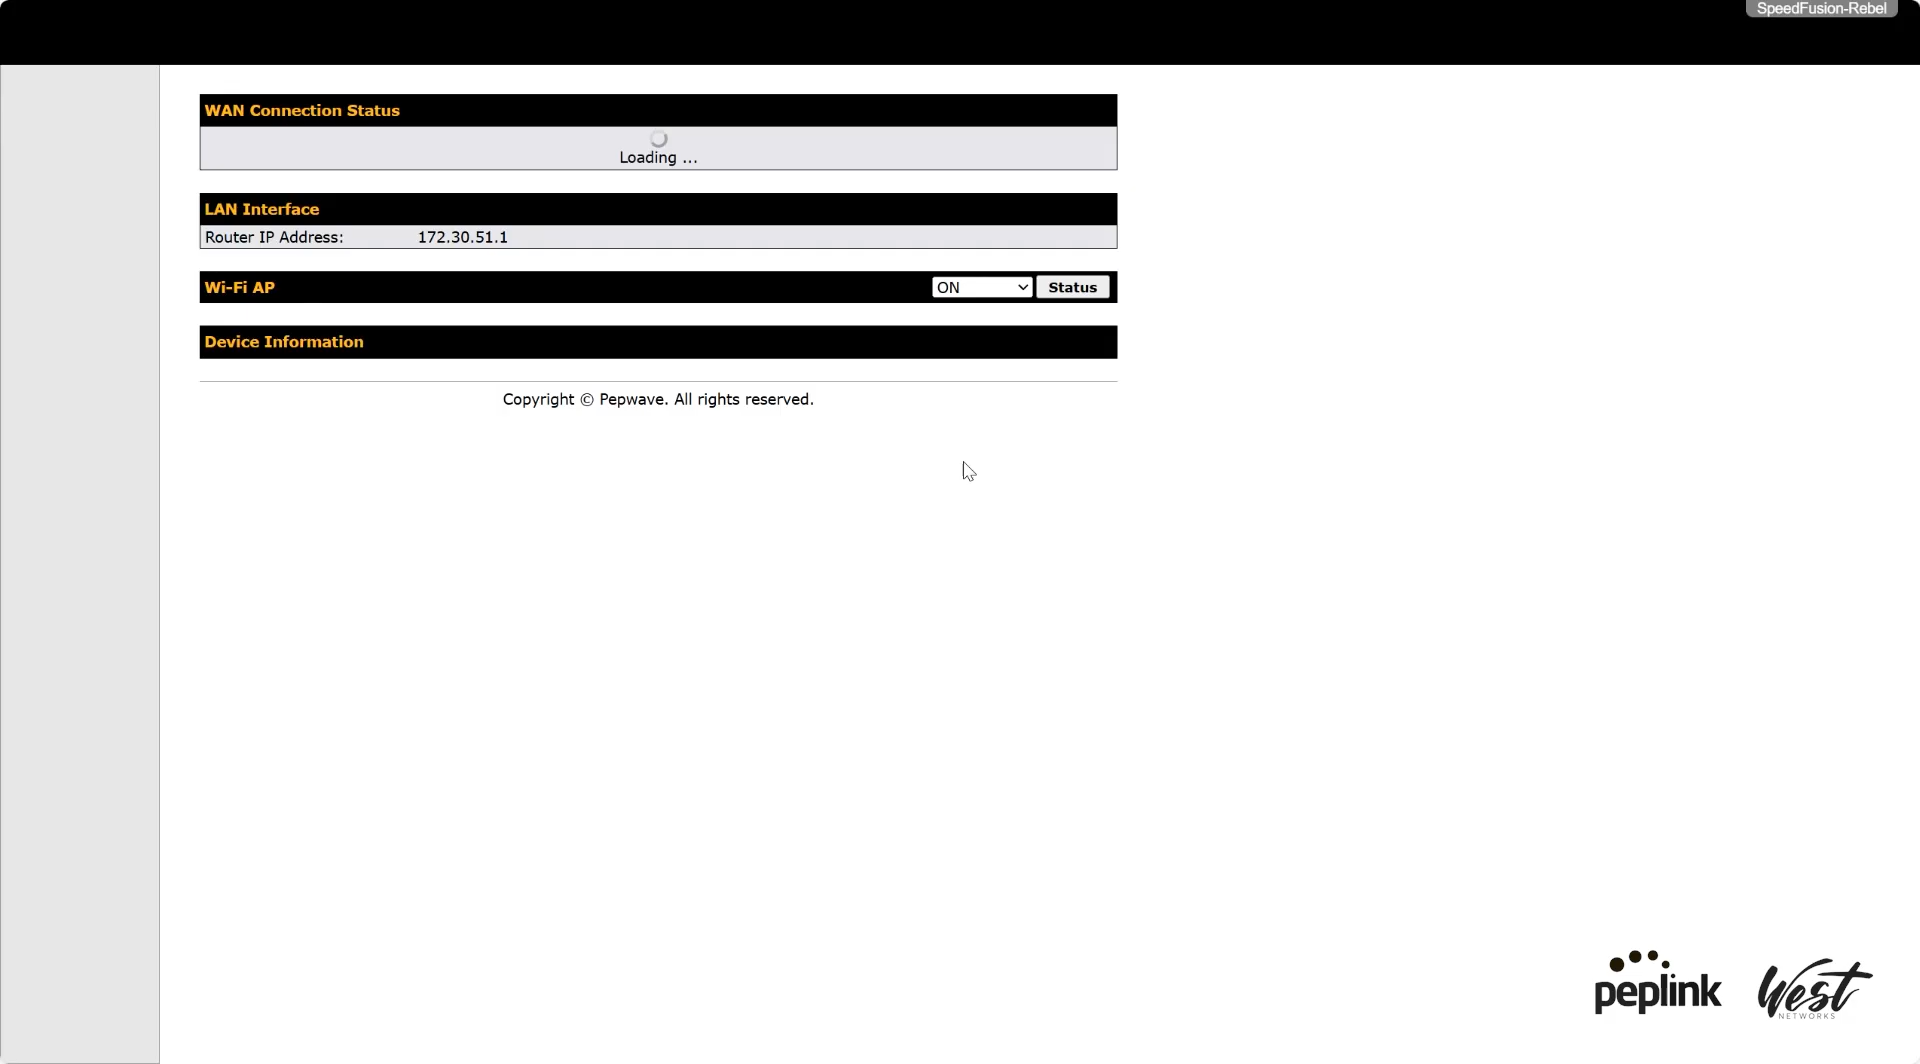 SpeedFusion-Rebel
WAN Connection Status
Loading ...
LAN Interface
Router IP Address: 172.30.51.1
Wi-Fi AP ON Status
Device Information
Copyright © Pepwave. All rights reserved.
peplink West
NETWORKS